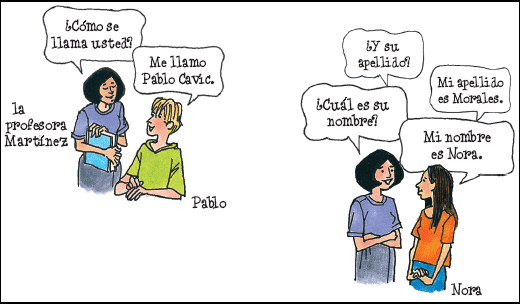 ¿Cómo se
llama usted?
Me llamo
Pablo Cavic.
la
profesora
Martínez
Pablo
¿Cuál es su
nombre?
Mi nombre
es Nora.
¿Y su
apellido?
Mi apellido
es Morales.
Nora